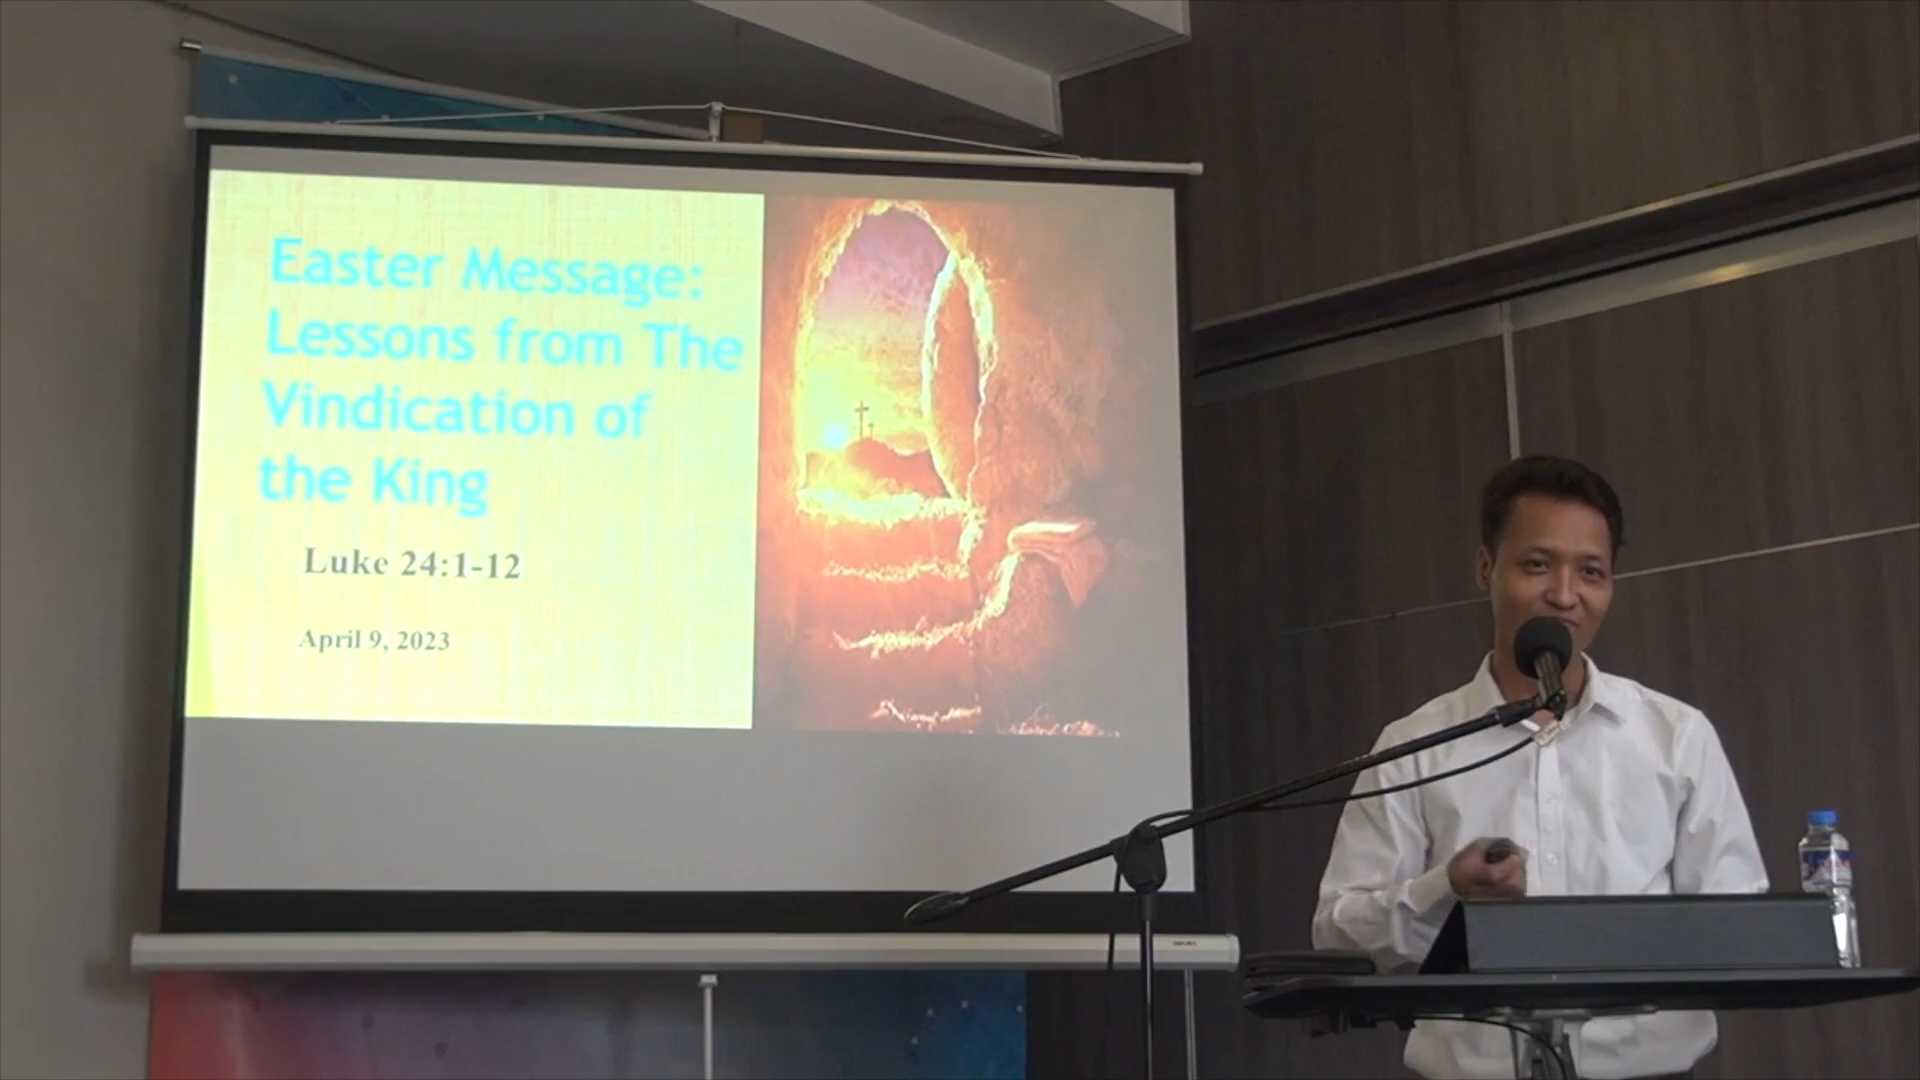 Easter Message:
Lessons from The
Vindication of
the King
Luke 24:1-12
April 9, 2023